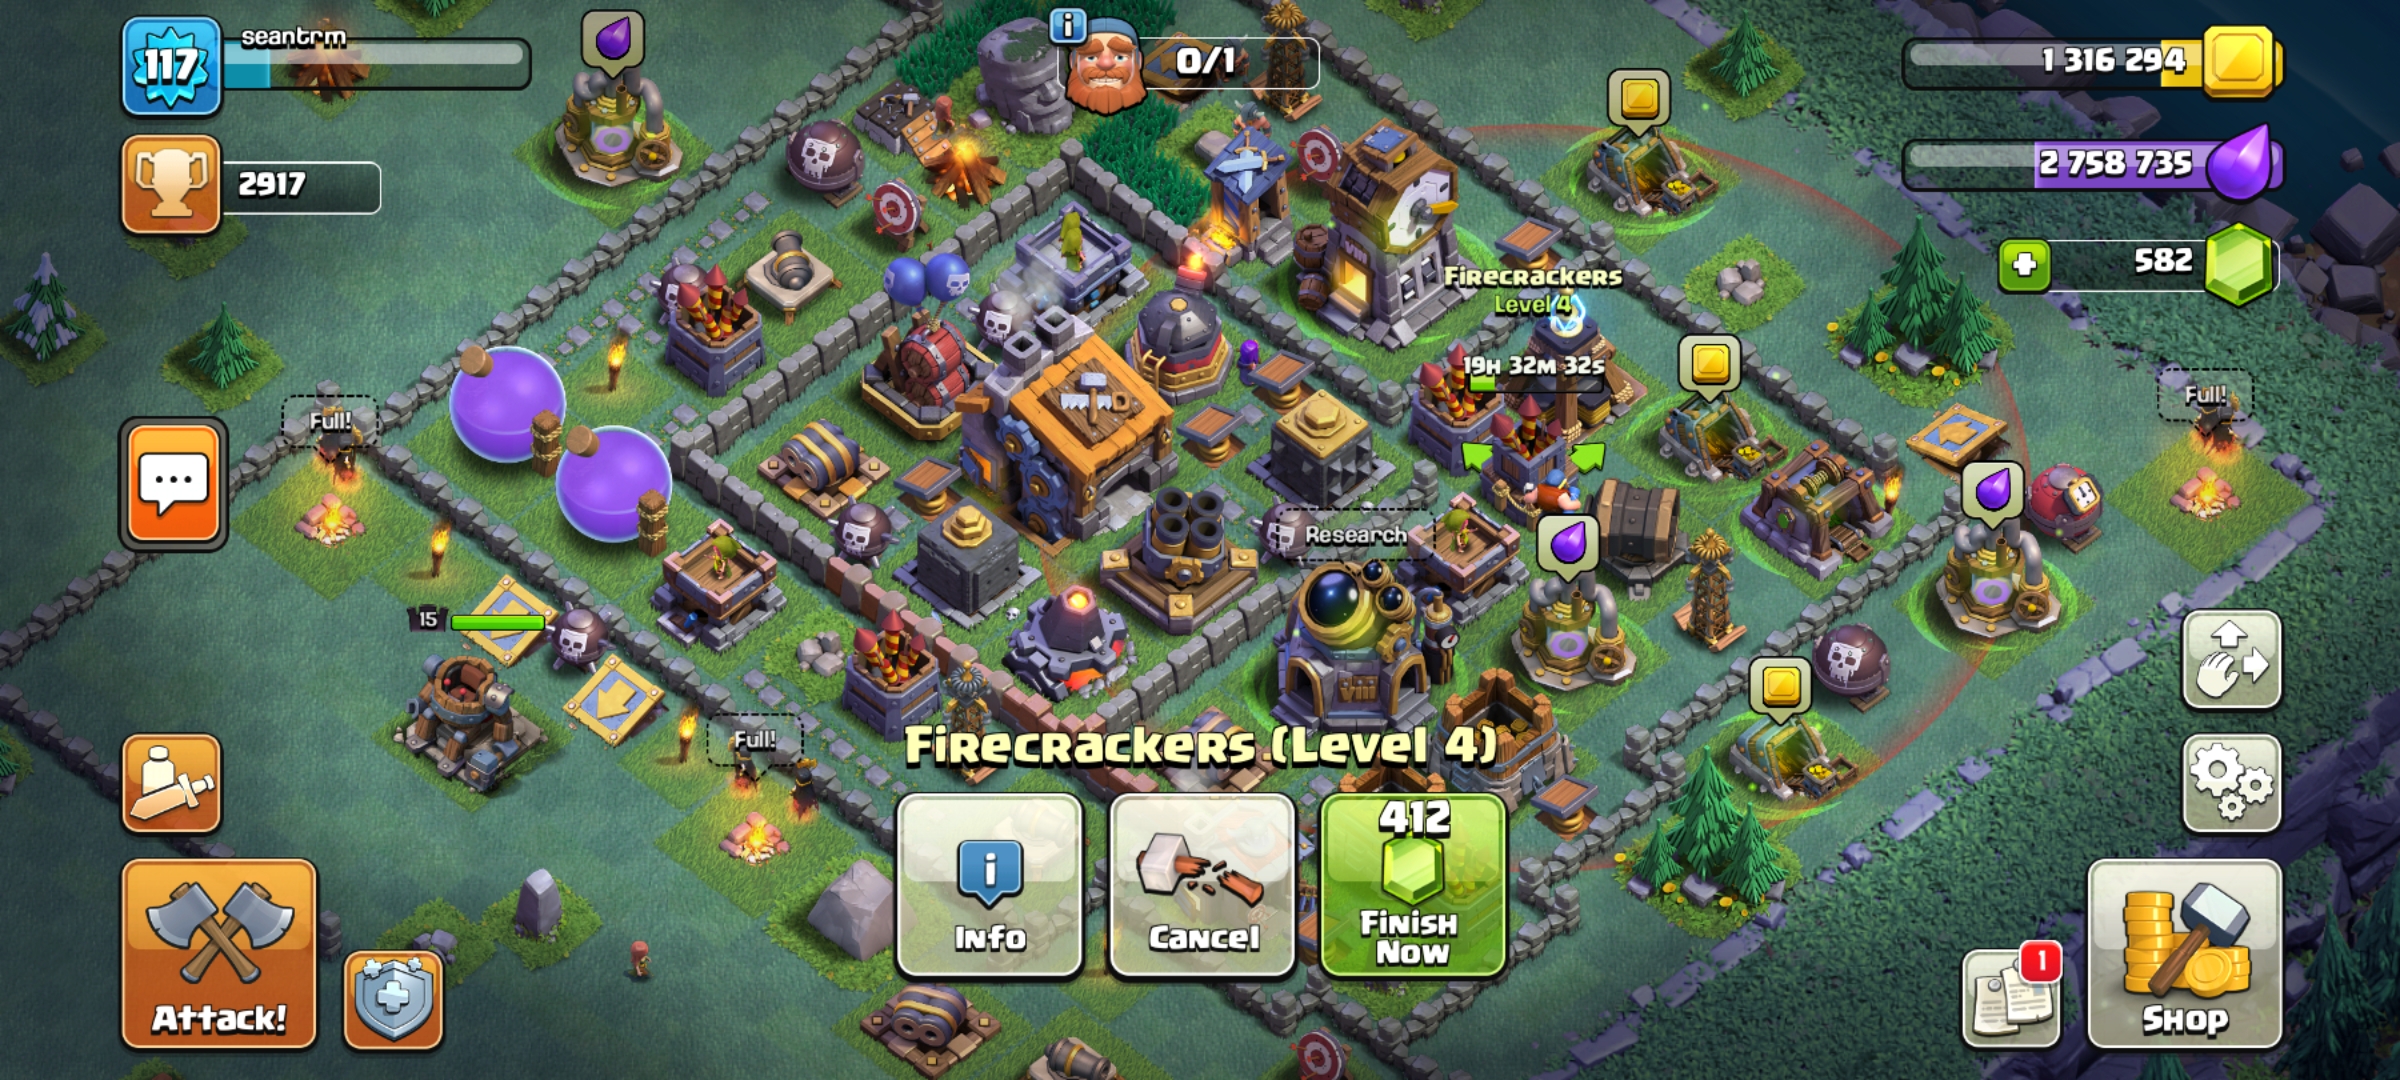 117
seantrm
0/1
1 316 294
2917
2 758 735
582
Firecrackers
Level 4
19H 32M 32s
Full!
Full!
Research
15
VIII
Full!
Firecrackers (Level 4)
412
Info
Cancel
Finish
Now
Attack!
1
Shop